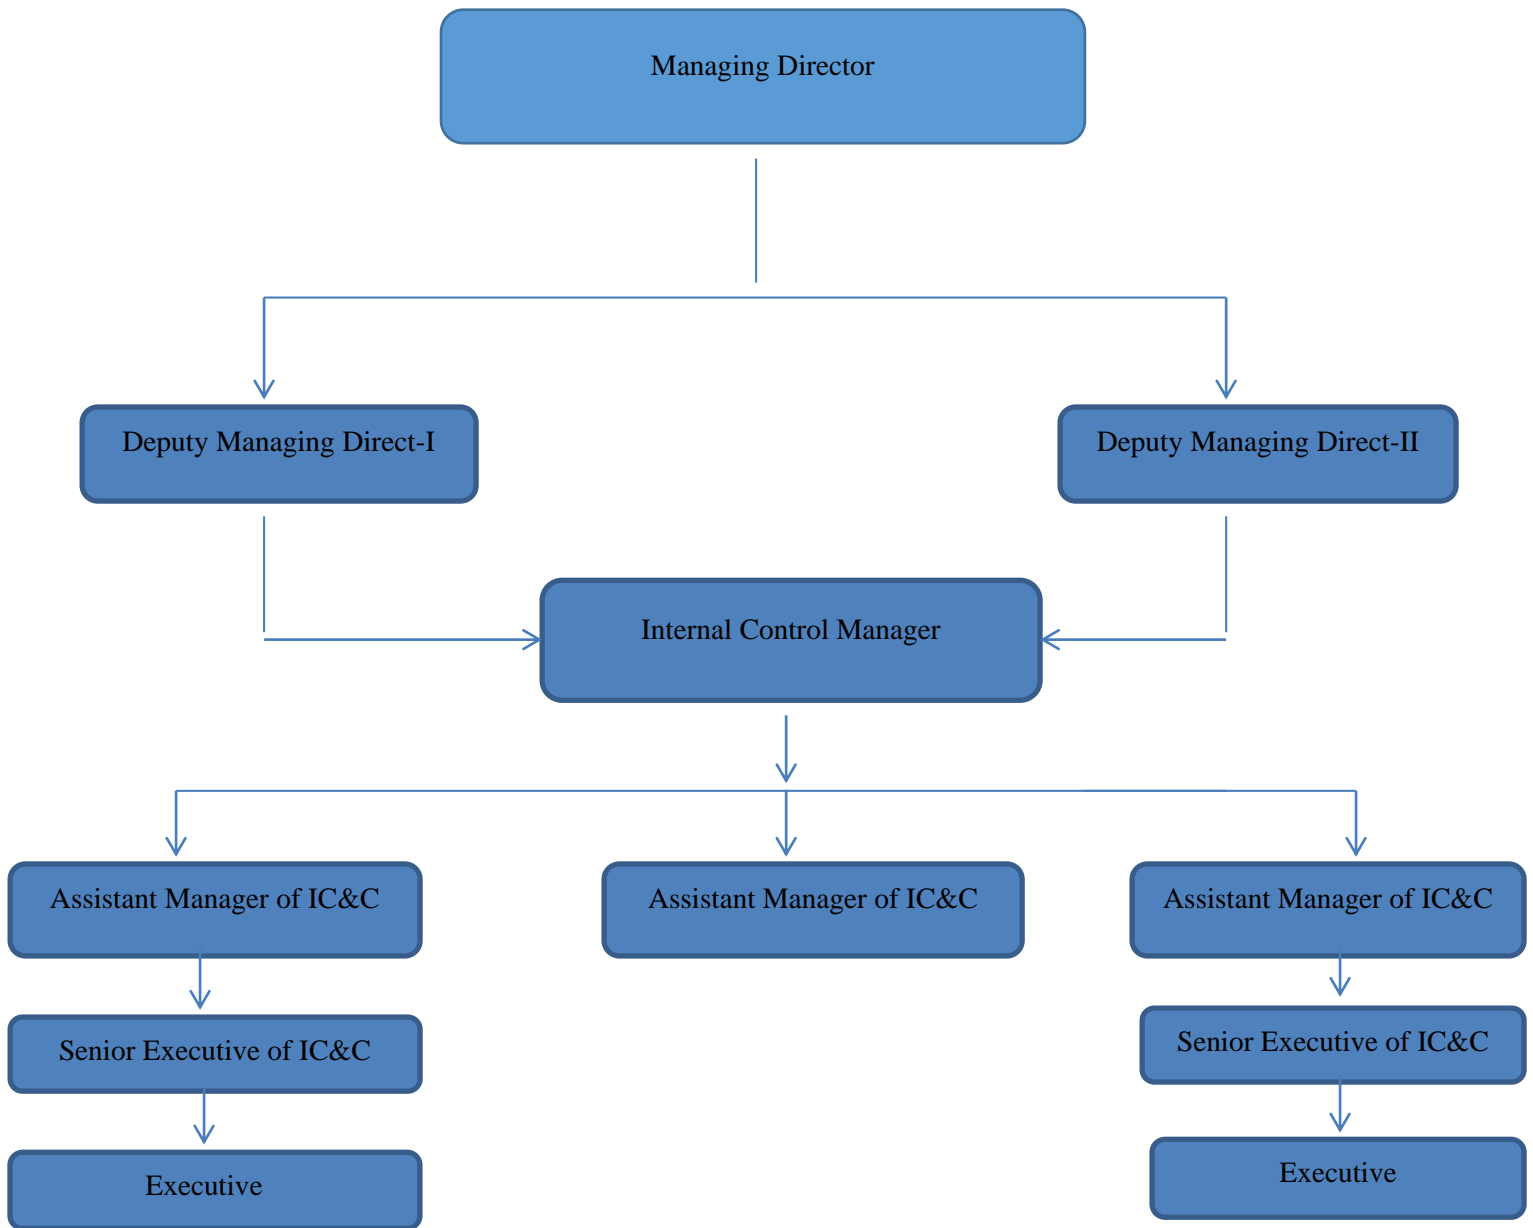 Managing Director
Deputy Managing Direct-I
Deputy Managing Direct-II
Internal Control Manager
Assistant Manager of IC&C
Assistant Manager of IC&C
Assistant Manager of IC&C
Senior Executive of IC&C
Senior Executive of IC&C
Executive
Executive